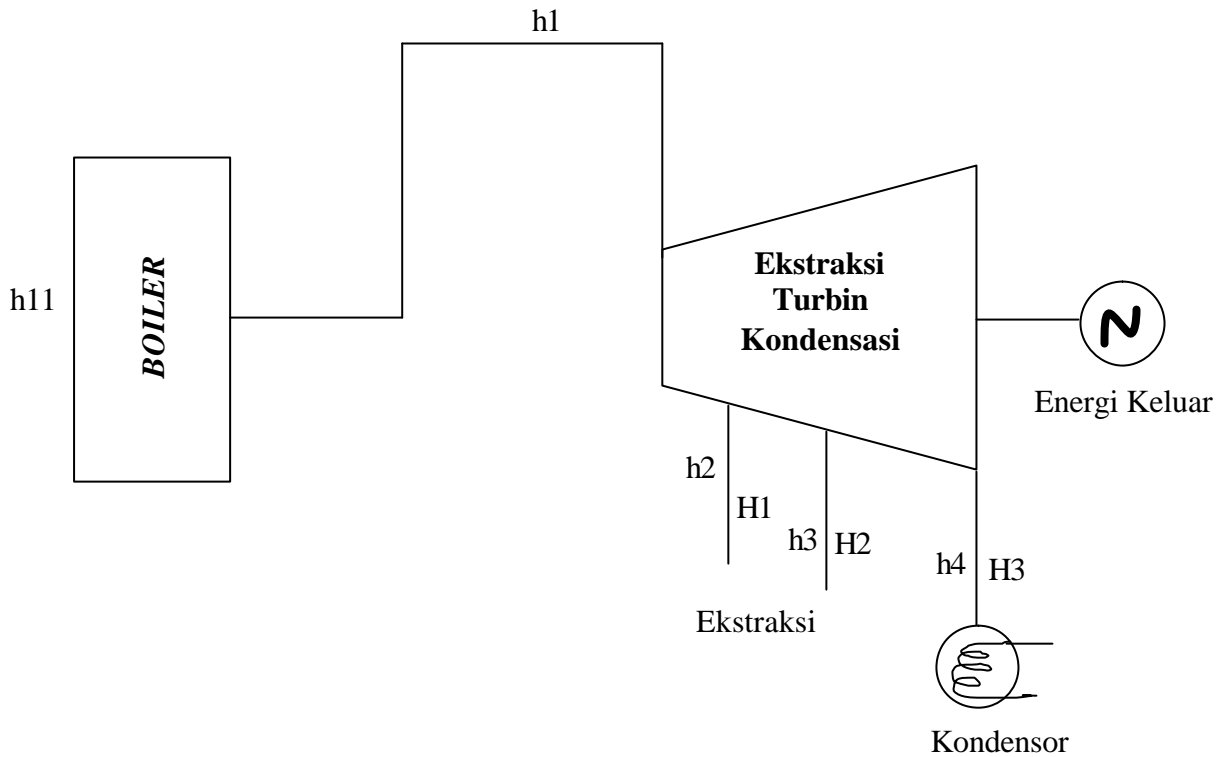 h1
h11
BOILER
Ekstraksi
Turbin
Kondensasi
Energi Keluar
h2
H1
h3
H2
h4
H3
Ekstraksi
Kondensor